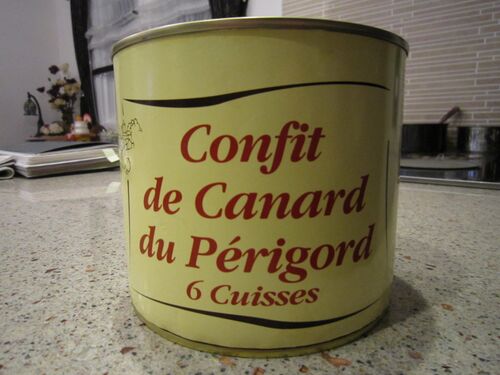 Confit
de Canard
du Périgord
6 Cuisses